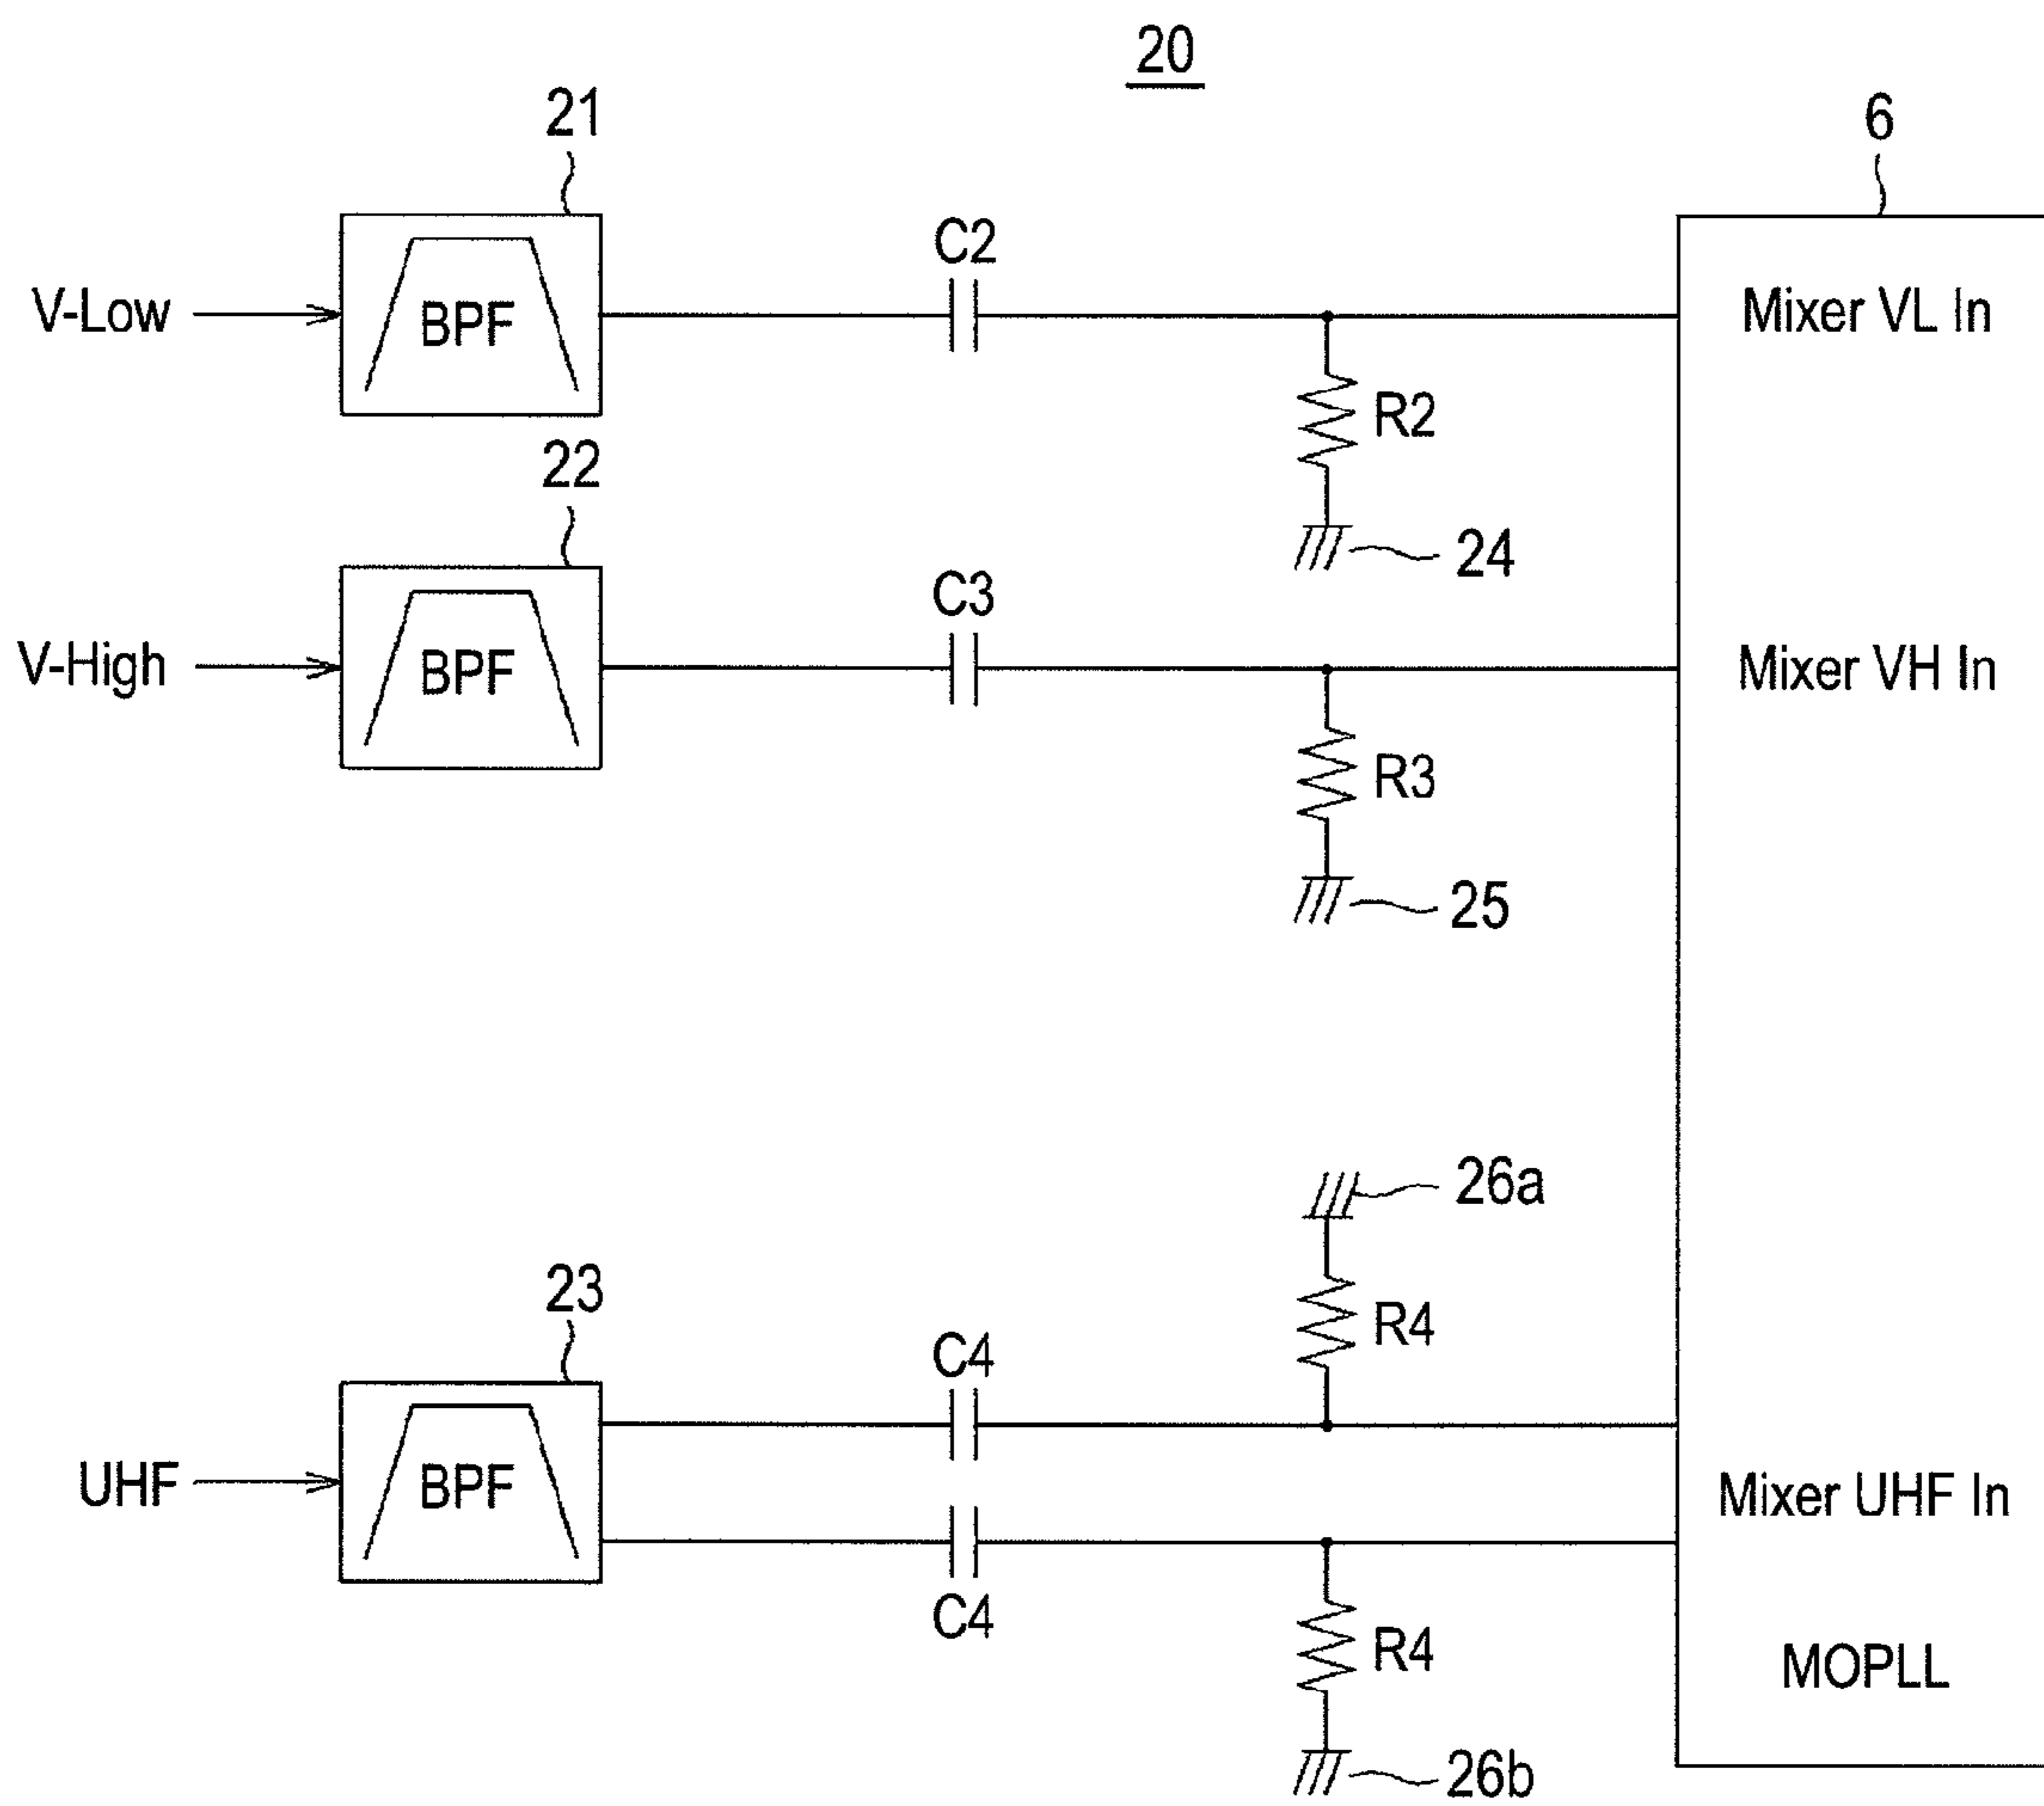 20
21
6
C2
V-Low
BPF
Mixer VL In
R2
22
24
C3
V-High
BPF
Mixer VH In
R3
25
26a
23
R4
C4
UHF
BPF
Mixer UHF In
C4
R4
MOPLL
26b